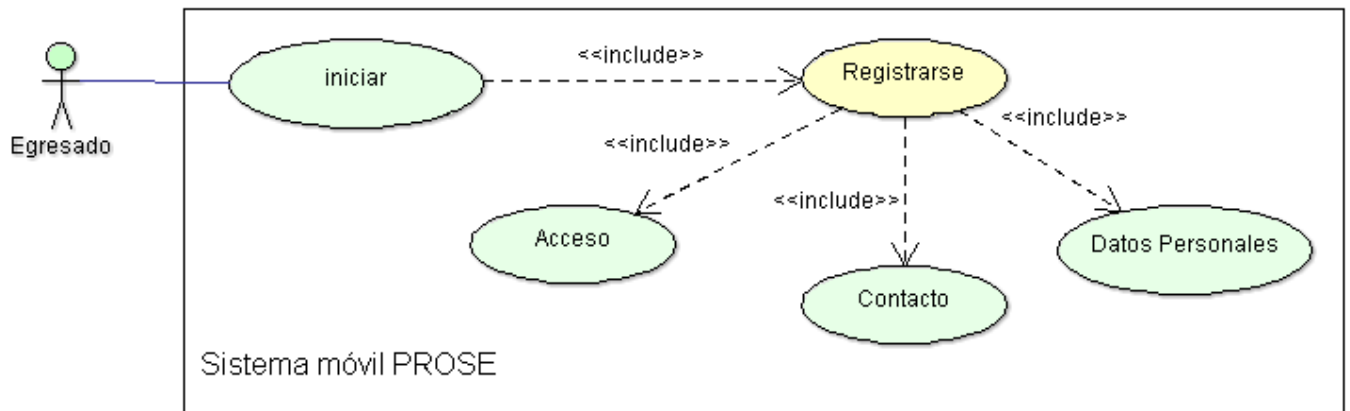 <<include>>
iniciar
Registrarse
Egresado
<<include>>
<<include>>
<<include>>
Acceso
Datos Personales
Contacto
Sistema móvil PROSE